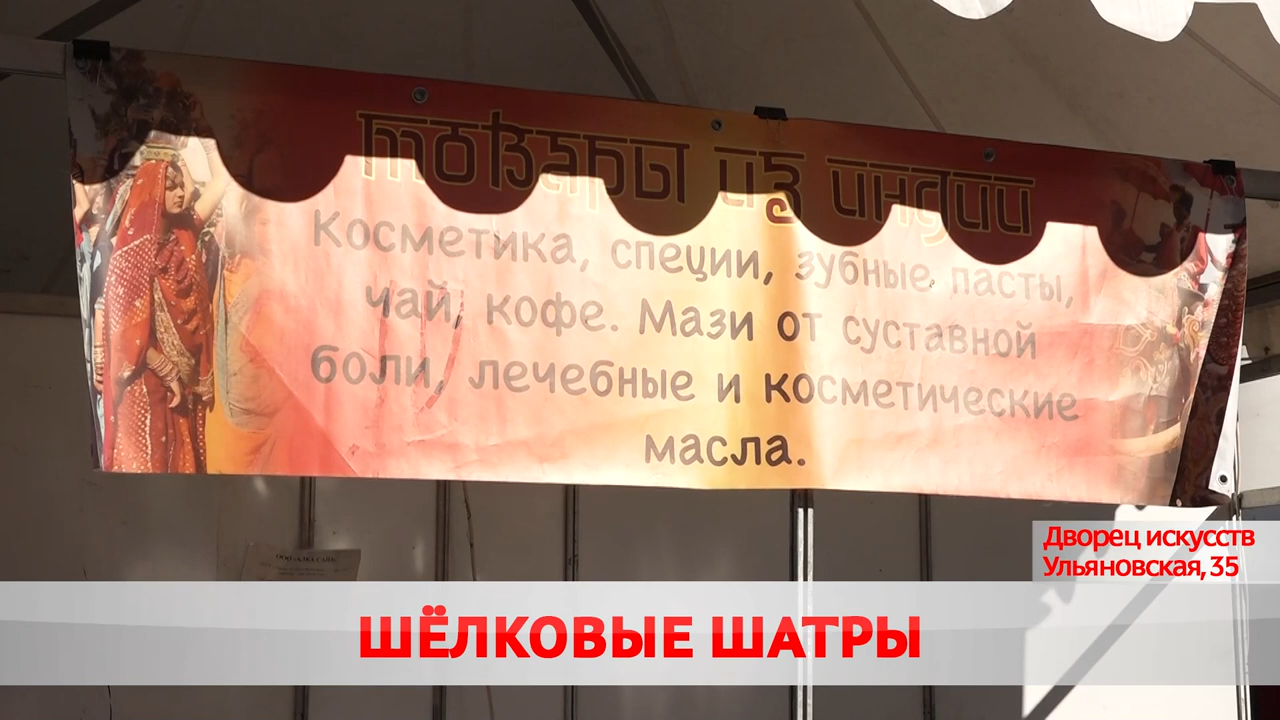 товары из индии
Косметика, специи, зубные пасты,
чай, кофе. Мази от суставной
боли, лечебные и косметические
масла.
Дворец искусств
Ульяновская, 35
ШЁЛКОВЫЕ ШАТРЫ